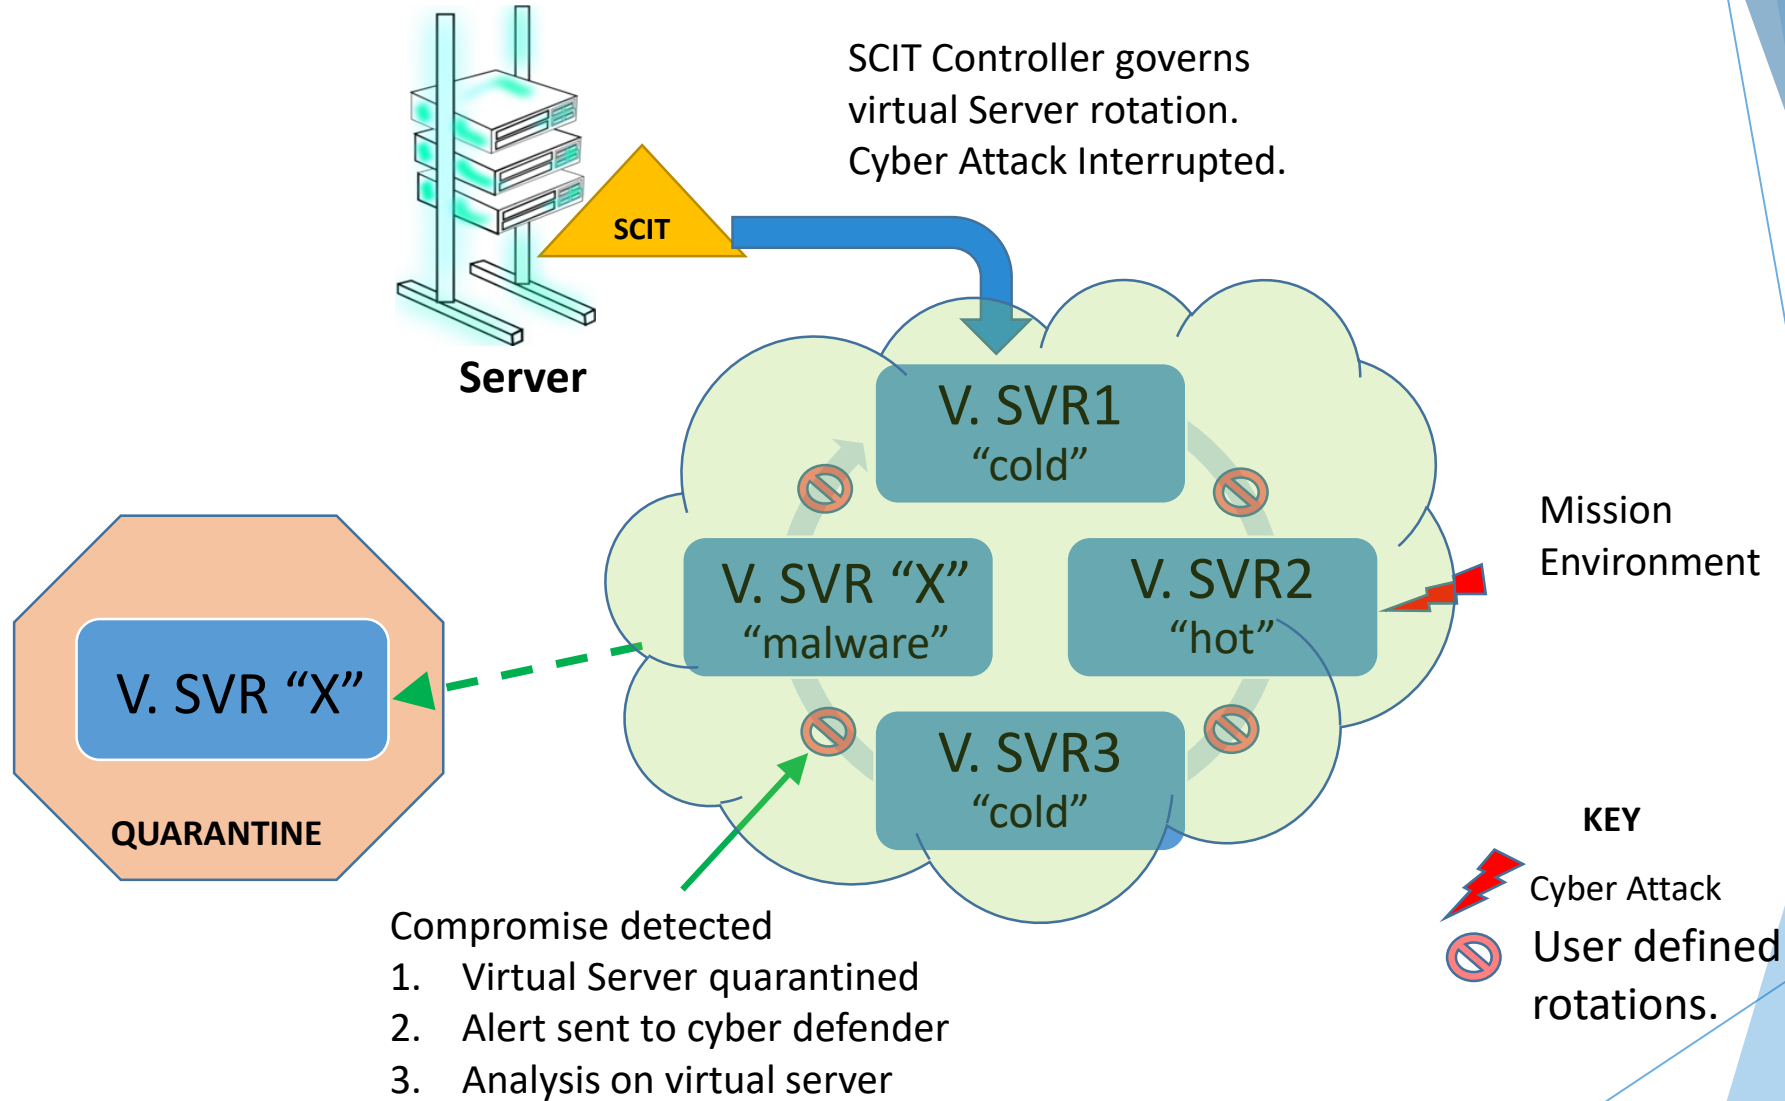 SCIT Controller governs
virtual Server rotation.
Cyber Attack Interrupted.
SCIT
Server
V. SVR1
“cold”
V. SVR “X”
“malware”
V. SVR2
“hot”
V. SVR3
“cold”
Mission
Environment
V. SVR “X”
QUARANTINE
Compromise detected
1. Virtual Server quarantined
2. Alert sent to cyber defender
3. Analysis on virtual server
KEY
Cyber Attack
User defined
rotations.